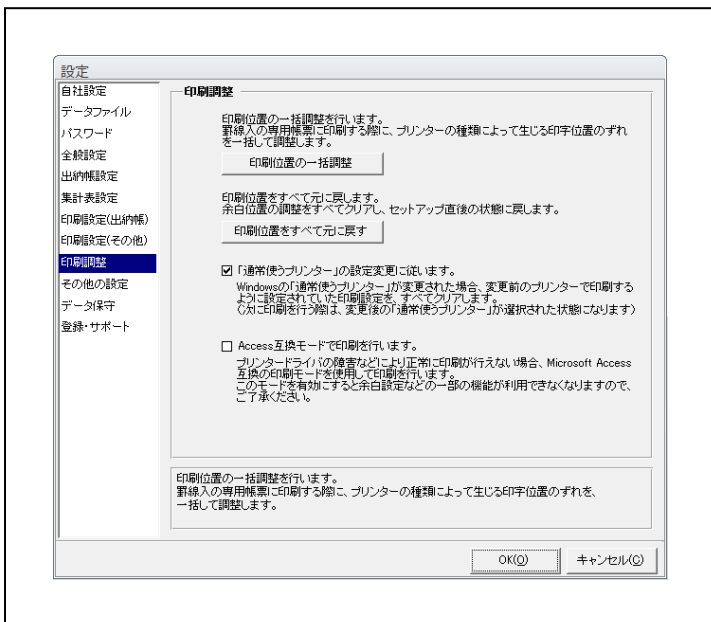 設定
自社設定
データファイル
パスワード
全般設定
出納帳設定
集計表設定
印刷設定(出納帳)
印刷設定(その他)
印刷調整
その他の設定
データ保守
登録・サポート
印刷調整
印刷位置の一括調整を行います。
罫線入の専用帳票に印刷する際に、プリンターの種類によって生じる印字位置のずれ
を一括して調整します。
印刷位置の一括調整
印刷位置をすべて元に戻します。
余白位置の調整をすべてクリアし、セットアップ直後の状態に戻します。
印刷位置をすべて元に戻す
「通常使うプリンター」の設定変更に従います。
Windowsの「通常使うプリンター」が変更された場合、変更前のプリンターで印刷する
ように設定されていた印刷設定を、すべてクリアします。
(次に印刷を行う際は、変更後の「通常使うプリンター」が選択された状態になります)
Access互換モードで印刷を行います。
プリンタードライバの障害などにより正常に印刷が行えない場合、Microsoft Access
互換の印刷モードを使用して印刷を行います。
このモードを有効にすると余白設定などの一部の機能が利用できなくなりますので、
ご了承ください。
印刷位置の一括調整を行います。
罫線入の専用帳票に印刷する際に、プリンターの種類によって生じる印字位置のずれを、
一括して調整します。
OK(O)
キャンセル(C)